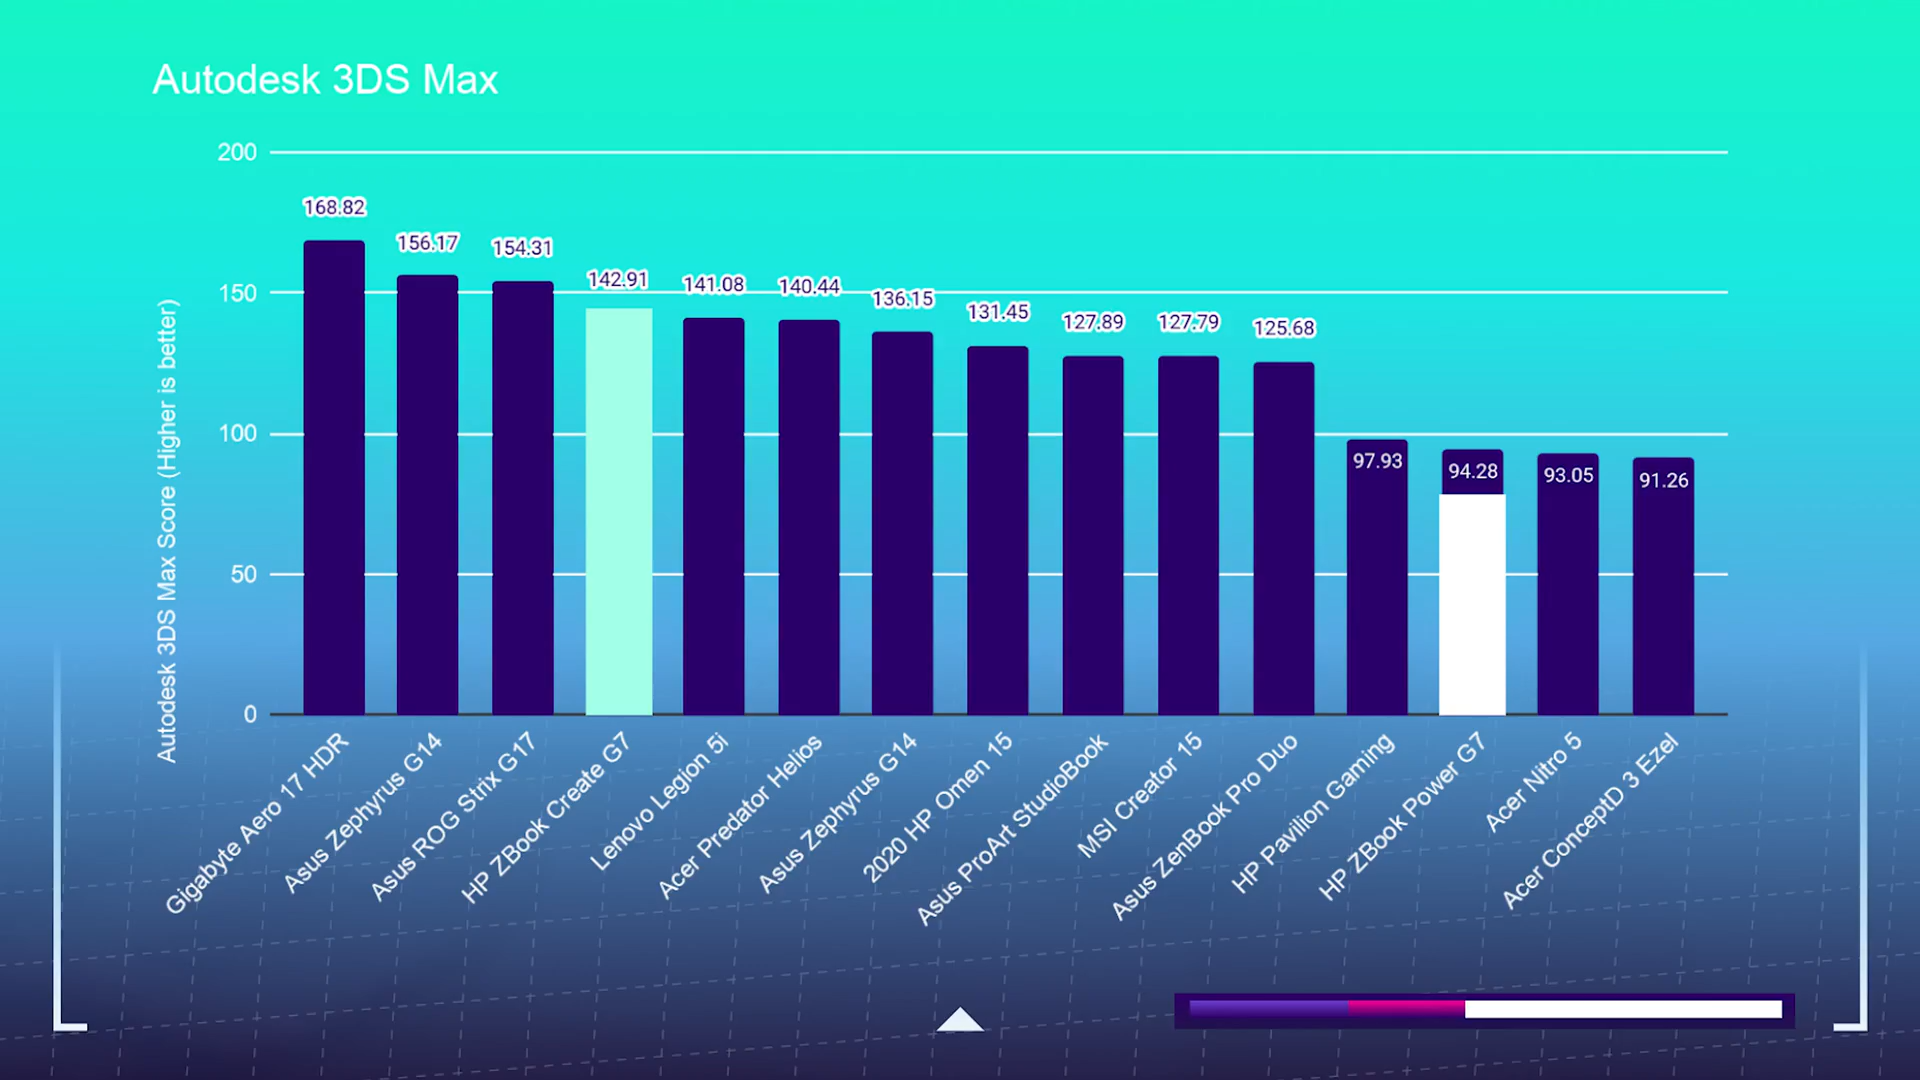 Autodesk 3DS Max
Autodesk 3DS Max Score (Higher is better)
200
150
100
50
0
168.82
156.17
154.31
142.91
141.08
140.44
136.15
131.45
127.89
127.79
125.68
97.93
94.28
93.05
91.26
Gigabyte Aero 17 HDR
Asus Zephyrus G14
Asus ROG Strix G17
HP ZBook Create G7
Lenovo Legion 5i
Acer Predator Helios
Asus Zephyrus G14
2020 HP Omen 15
Asus ProArt StudioBook
MSI Creator 15
Asus ZenBook Pro Duo
HP Pavilion Gaming
HP ZBook Power G7
Acer Nitro 5
Acer ConceptD 3 Ezel